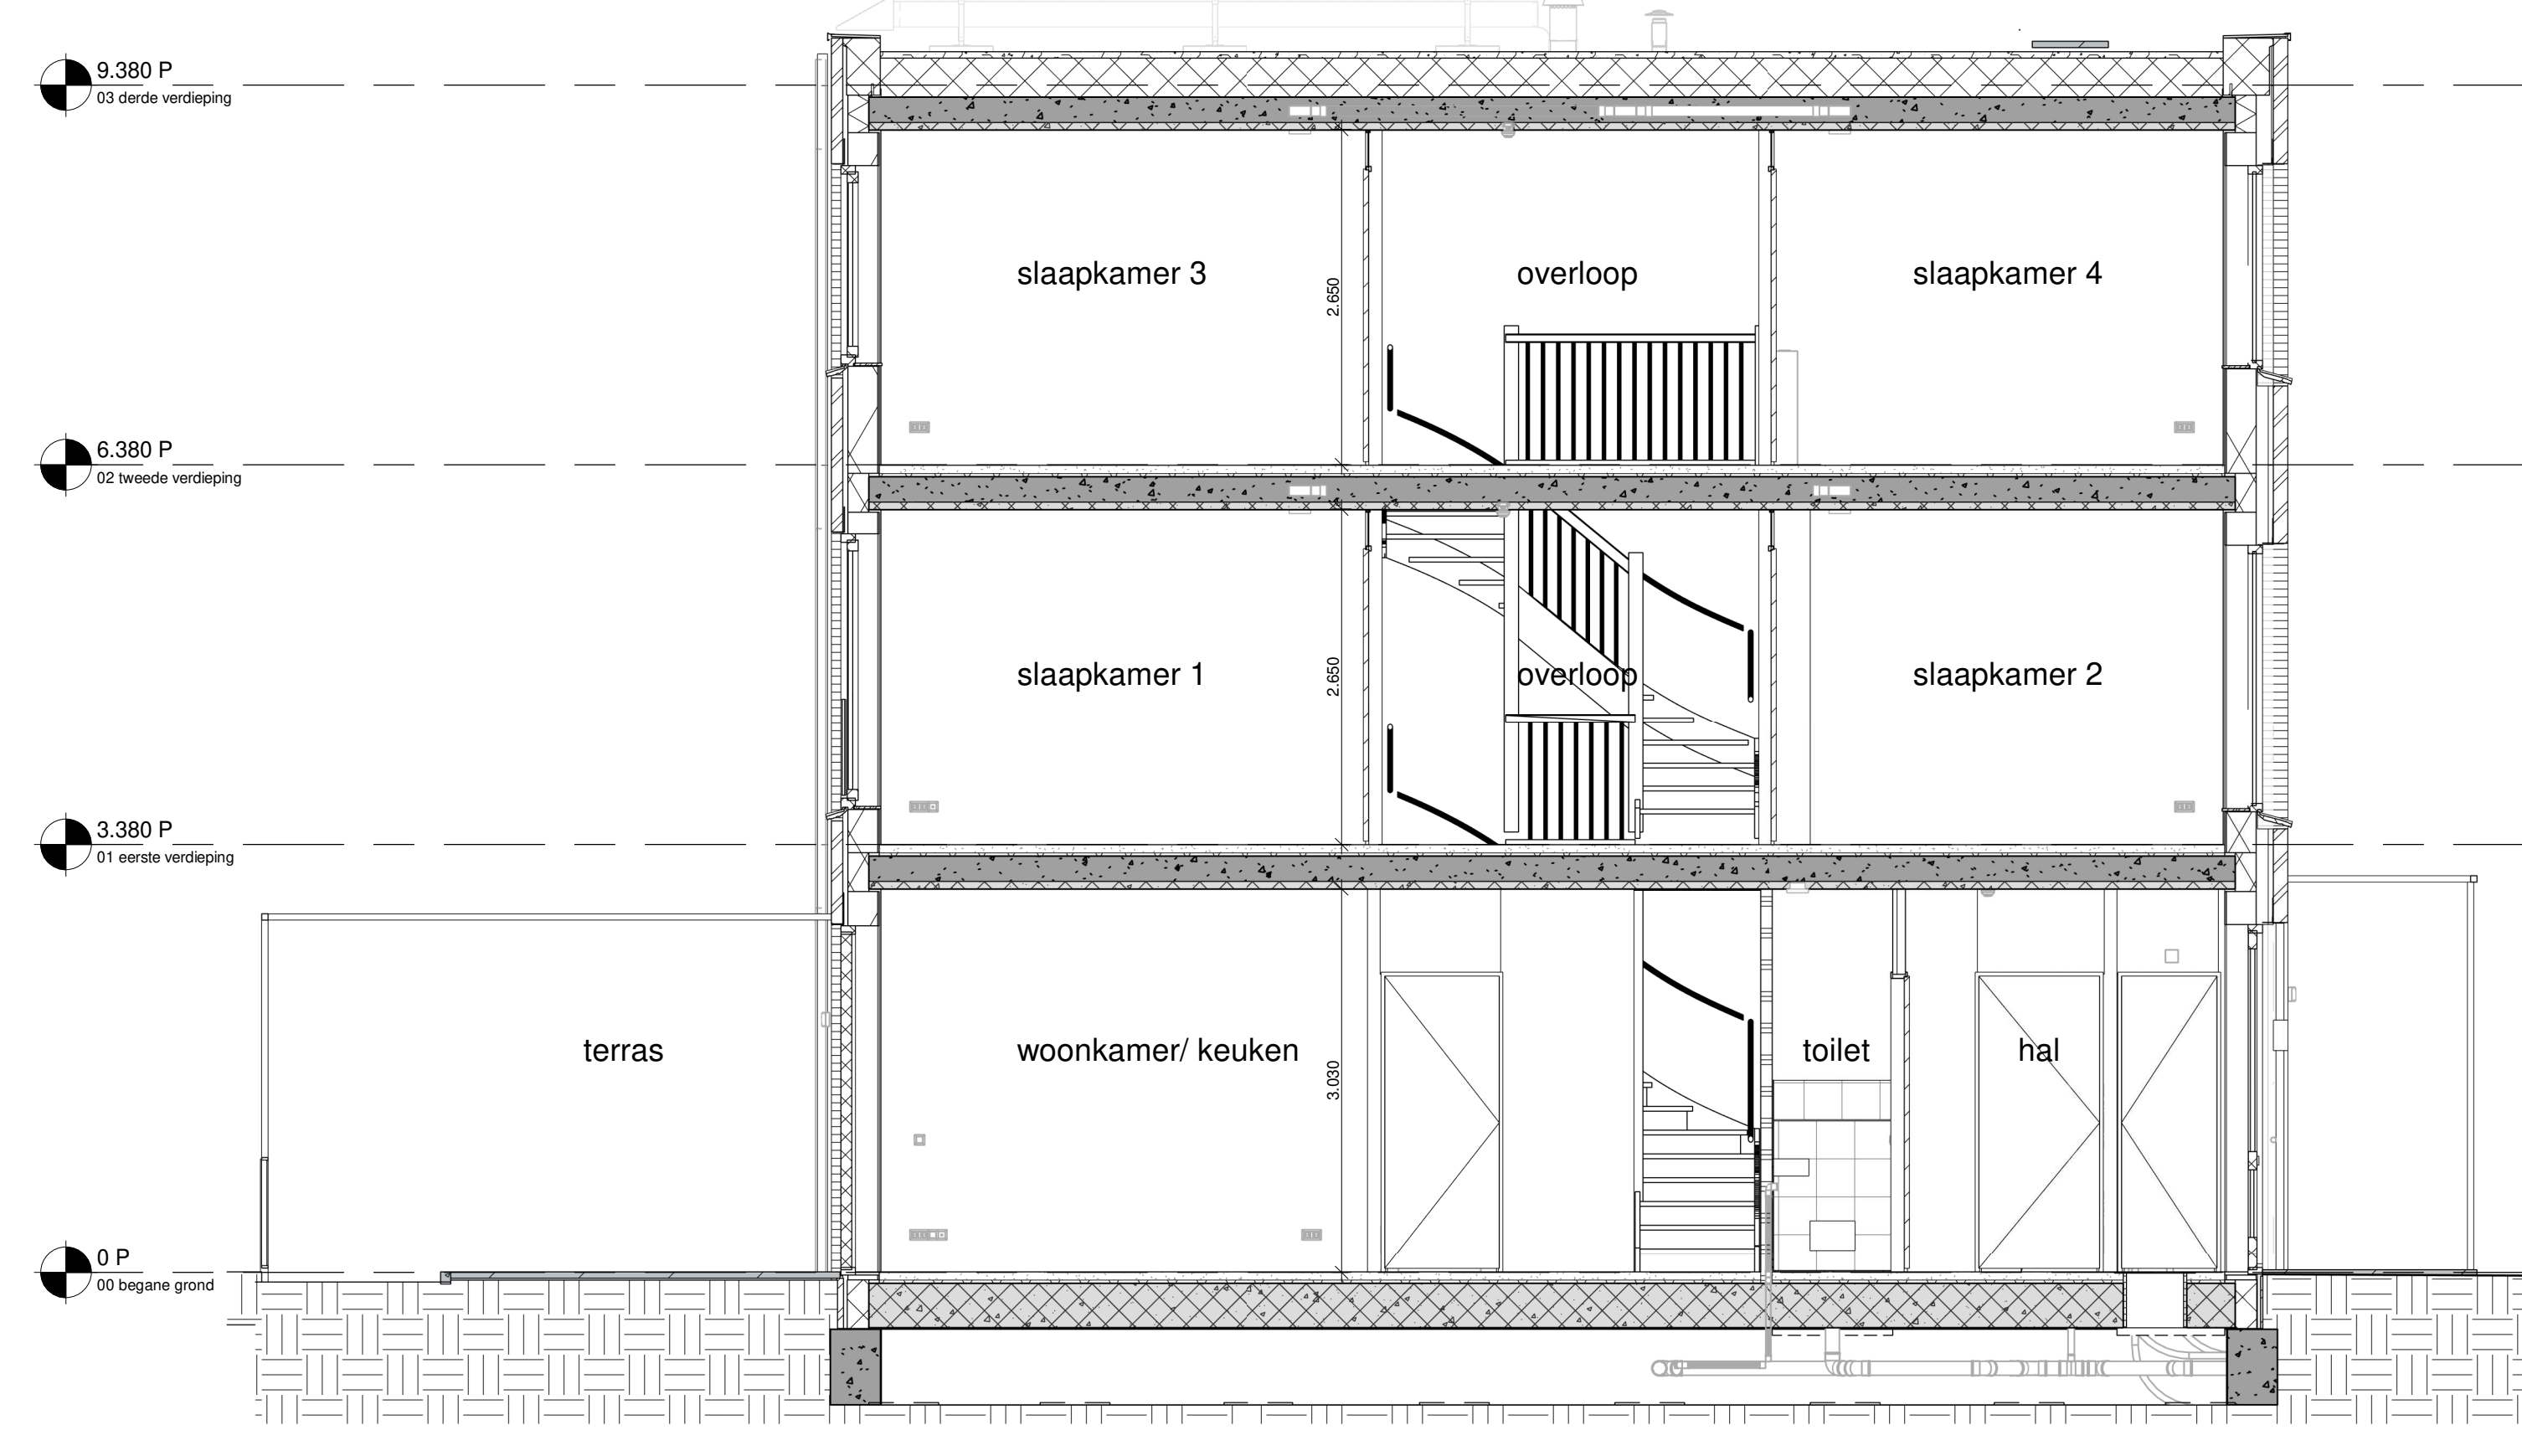 9.380 P
03 derde verdieping
slaapkamer 3
2.650
overloop
slaapkamer 4
6.380 P
02 tweede verdieping
slaapkamer 1
2.650
overloop
slaapkamer 2
3.380 P
01 eerste verdieping
terras
woonkamer/ keuken
3.030
toilet
hal
0 P
00 begane grond